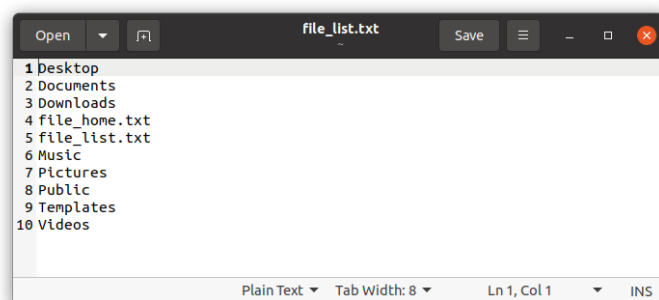 Open file_list.txt Save
~
1 Desktop
2 Documents
3 Downloads
4 file_home.txt
5 file_list.txt
6 Music
7 Pictures
8 Public
9 Templates
10 Videos
Plain Text Tab Width: 8 Ln 1, Col 1 INS